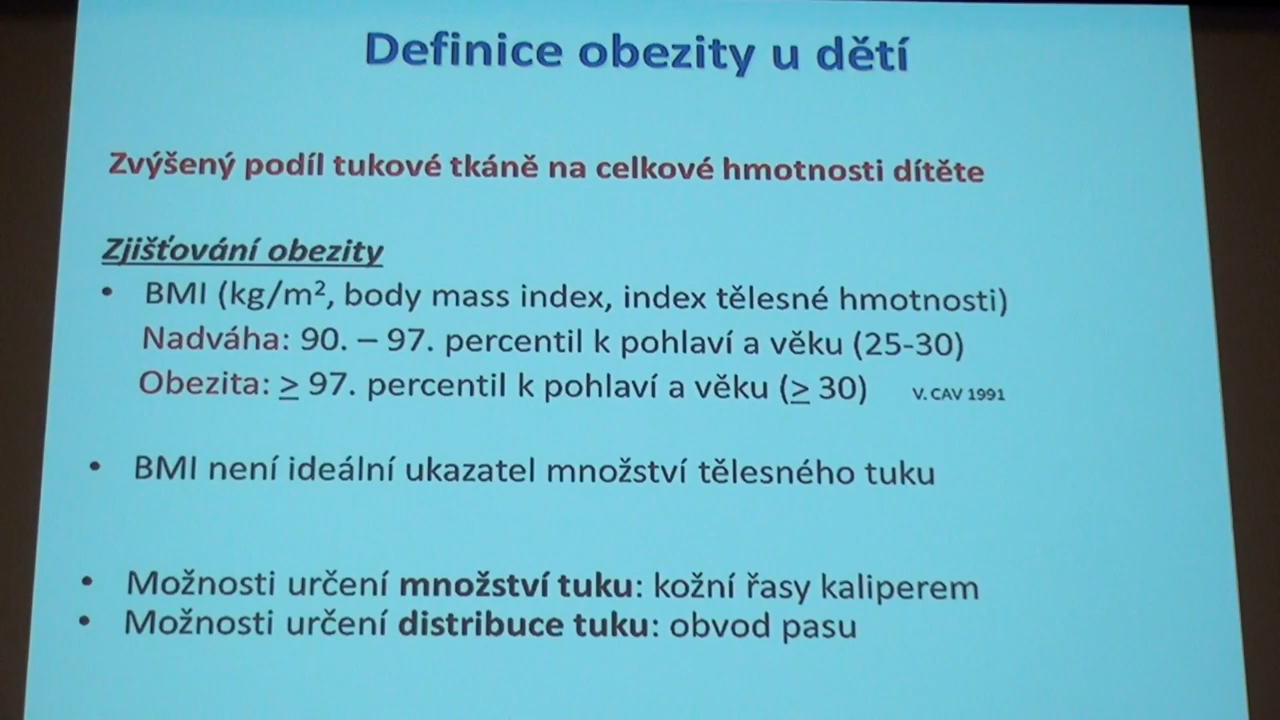 Definice obezity u dětí
Zvýšený podíl tukové tkáně na celkové hmotnosti dítěte
Zjišťování obezity
• BMI (kg/m², body mass index, index tělesné hmotnosti)
Nadváha: 90. – 97. percentil k pohlaví a věku (25-30)
Obezita: ≥ 97. percentil k pohlaví a věku (≥ 30) V. CAV 1991
• BMI není ideální ukazatel množství tělesného tuku
• Možnosti určení množství tuku: kožní řasy kaliperem
• Možnosti určení distribuce tuku: obvod pasu